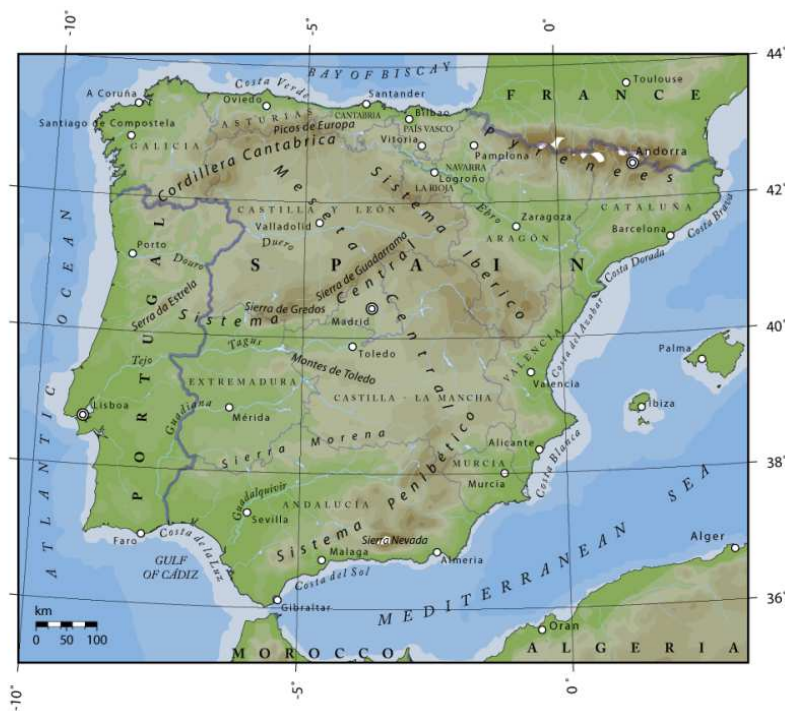 -10°
-5°
0°
44°
BAY OF BISCAY
Costa Verde
Toulouse
FRANCE
A Coruña
Oviedo
Santander
Bilbao
ASTURIAS
CANTABRIA
PAÍS VASCO
Santiago de Compostela
Picos de Europa
GALICIA
Cordillera Cantabrica
Vitoria
Pamplona
Pyrenees
Andorra
NAVARRA
Logroño
LA RIOJA
42°
Meseta Central
Sistema Iberico
CASTILLA Y LEÓN
Valladolid
Duero
Ebro
Zaragoza
ARAGÓN
CATALUÑA
Barcelona
Costa Brava
Costa Dorada
Porto
Douro
SPAIN
PORTUGAL
Serra da Estrela
Sierra de Guadarrama
Sierra de Gredos
Sistema Central
Madrid
40°
Tagus
Tejo
Toledo
Montes de Toledo
VALENCIA
Valencia
Costa del Azahar
Palma
Ibiza
EXTREMADURA
CASTILLA - LA MANCHA
Lisboa
Guadiana
Mérida
Sierra Morena
Alicante
Costa Blanca
38°
MURCIA
Murcia
Guadalquivir
ANDALUCÍA
Sevilla
Sistema Penibético
Sierra Nevada
Faro
Costa de la Luz
Malaga
Almeria
Costa del Sol
GULF
OF CÁDIZ
Gibraltar
MEDITERRANEAN SEA
ATLANTIC OCEAN
Alger
36°
Oran
km
0 50 100
MOROCCO
ALGERIA
-10°
-5°
0°